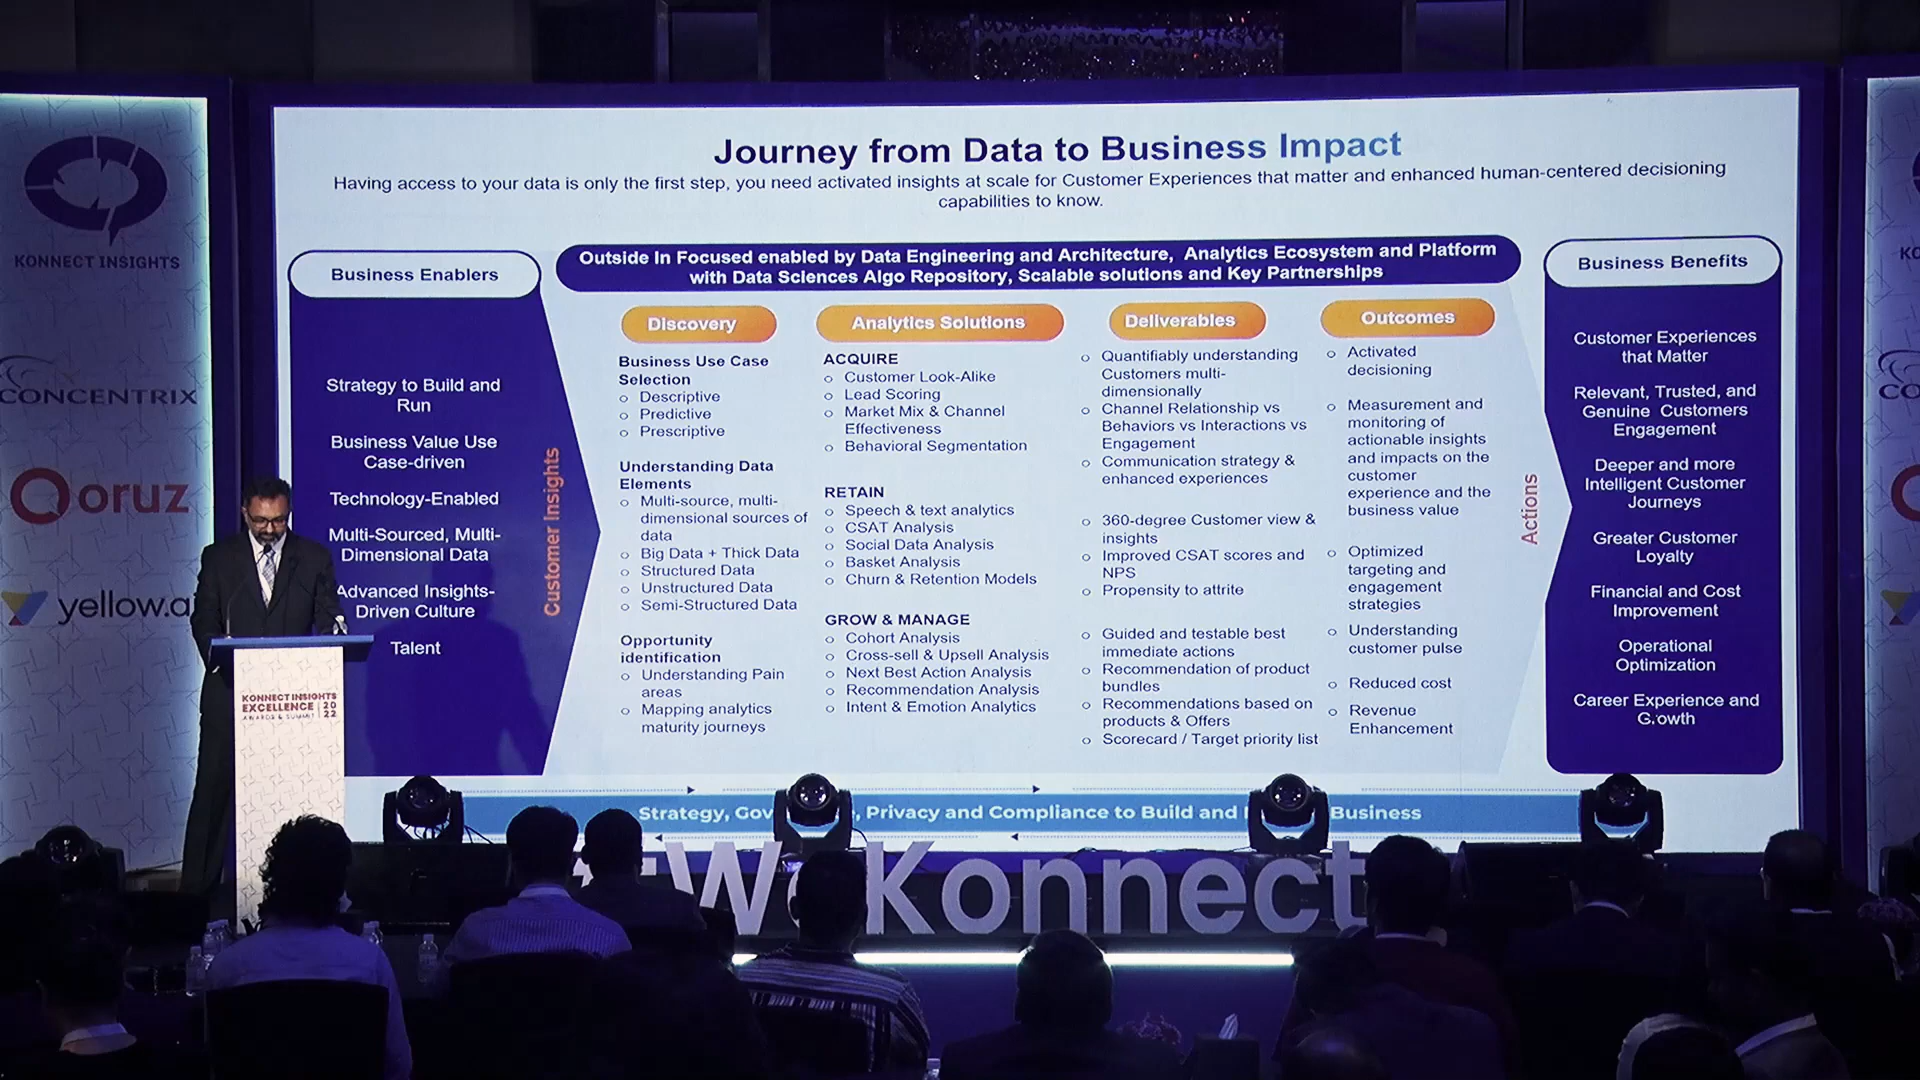 Journey from Data to Business Impact
Having access to your data is only the first step, you need activated insights at scale for Customer Experiences that matter and enhanced human-centered decisioning
capabilities to know.
Business Enablers
Strategy to Build and
Run
Business Value Use
Case-driven
Technology-Enabled
Multi-Sourced, Multi-
Dimensional Data
Advanced Insights-
Driven Culture
Talent
Customer Insights
Outside In Focused enabled by Data Engineering and Architecture, Analytics Ecosystem and Platform
with Data Sciences Algo Repository, Scalable solutions and Key Partnerships
Discovery
Business Use Case
Selection
Descriptive
Predictive
Prescriptive
Understanding Data
Elements
Multi-source, multi-
dimensional sources of
data
Big Data + Thick Data
Structured Data
Unstructured Data
Semi-Structured Data
Opportunity
identification
Understanding Pain
areas
Mapping analytics
maturity journeys
Analytics Solutions
ACQUIRE
Customer Look-Alike
Lead Scoring
Market Mix & Channel
Effectiveness
Behavioral Segmentation
RETAIN
Speech & text analytics
CSAT Analysis
Social Data Analysis
Basket Analysis
Churn & Retention Models
GROW & MANAGE
Cohort Analysis
Cross-sell & Upsell Analysis
Next Best Action Analysis
Recommendation Analysis
Intent & Emotion Analytics
Deliverables
Quantifiably understanding
Customers multi-
dimensionally
Channel Relationship vs
Behaviors vs Interactions vs
Engagement
Communication strategy &
enhanced experiences
360-degree Customer view &
insights
Improved CSAT scores and
NPS
Propensity to attrite
Guided and testable best
immediate actions
Recommendation of product
bundles
Recommendations based on
products & Offers
Scorecard / Target priority list
Outcomes
Activated
decisioning
Measurement and
monitoring of
actionable insights
and impacts on the
customer
experience and the
business value
Optimized
targeting and
engagement
strategies
Understanding
customer pulse
Reduced cost
Revenue
Enhancement
Actions
Business Benefits
Customer Experiences
that Matter
Relevant, Trusted, and
Genuine Customers
Engagement
Deeper and more
Intelligent Customer
Journeys
Greater Customer
Loyalty
Financial and Cost
Improvement
Operational
Optimization
Career Experience and
Growth
Strategy, Gov , Privacy and Compliance to Build and Business
KONNECT INSIGHTS
CONCENTRIX
Qoruz
yellow.ai
KONNECT INSIGHTS
EXCELLENCE 20
AWARDS & SUMMIT 22
#WeKonnect
KO
CO